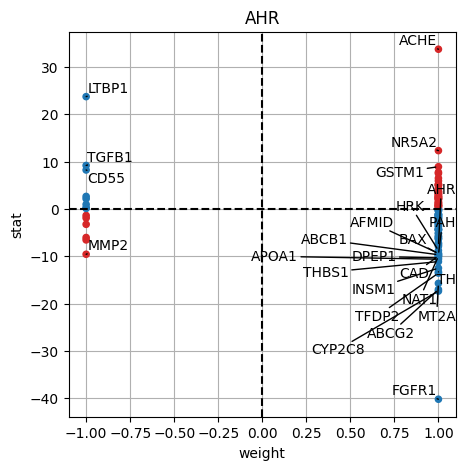 AHR
ACHE
LTBP1
NR5A2
TGFB1
GSTM1
CD55
AHR
HRK
AFMID
PAH
ABCB1
BAX
MMP2
APOA1
DPEP1
THBS1
CAD
TH
INSM1
NAT1
TFDP2
MT2A
ABCG2
CYP2C8
FGFR1
stat
30
20
10
0
−10
−20
−30
−40
−1.00 −0.75 −0.50 −0.25 0.00 0.25 0.50 0.75 1.00
weight